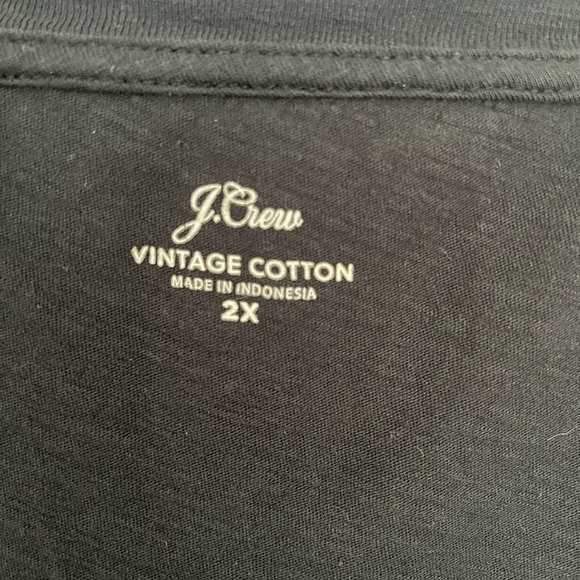 J.Crew
VINTAGE COTTON
MADE IN INDONESIA
2X